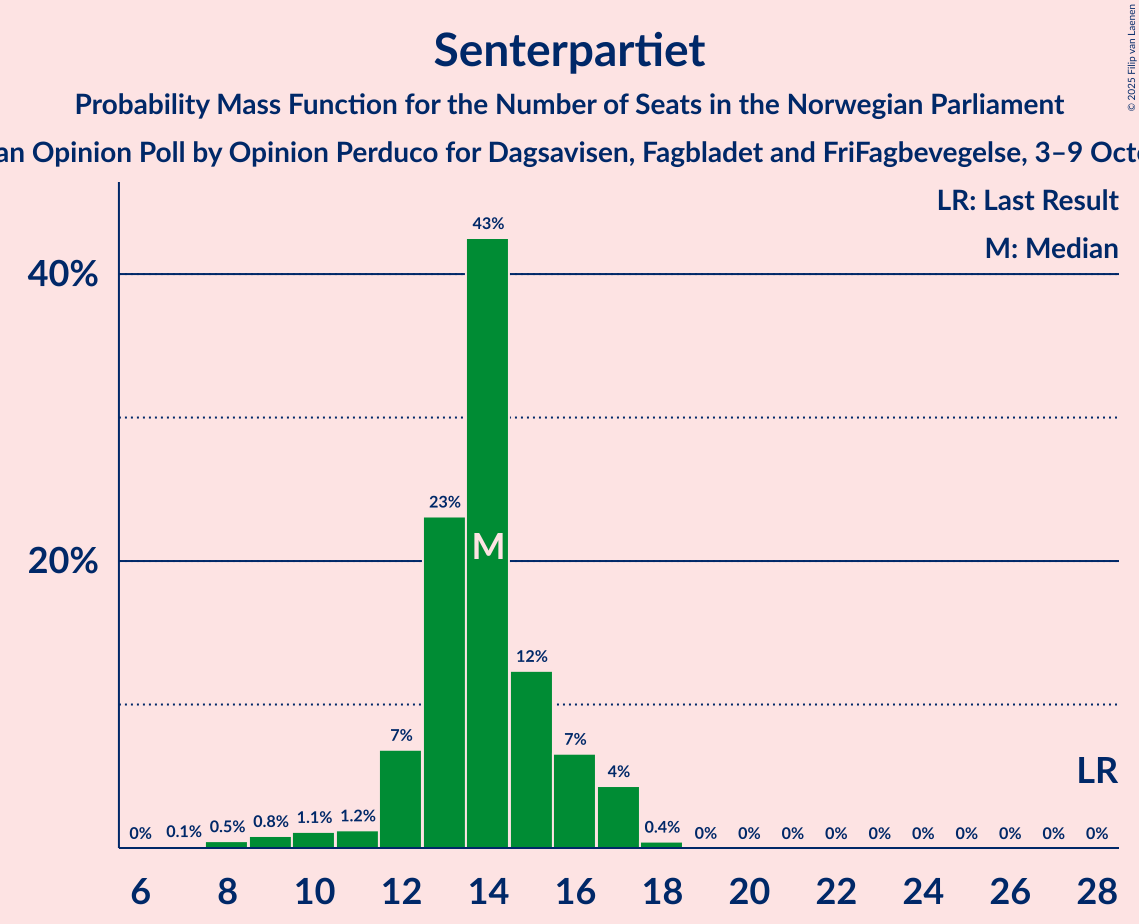 Senterpartiet
Probability Mass Function for the Number of Seats in the Norwegian Parliament
an Opinion Poll by Opinion Perduco for Dagsavisen, Fagbladet and FriFagbevegelse, 3–9 Octo
© 2025 Filip van Laenen
LR: Last Result
M: Median
40%
20%
0% 0.1% 0.5% 0.8% 1.1% 1.2% 7% 23% 43% 12% 7% 4% 0.4% 0% 0% 0% 0% 0% 0% 0% 0% 0% 0%
M
LR
6 8 10 12 14 16 18 20 22 24 26 28